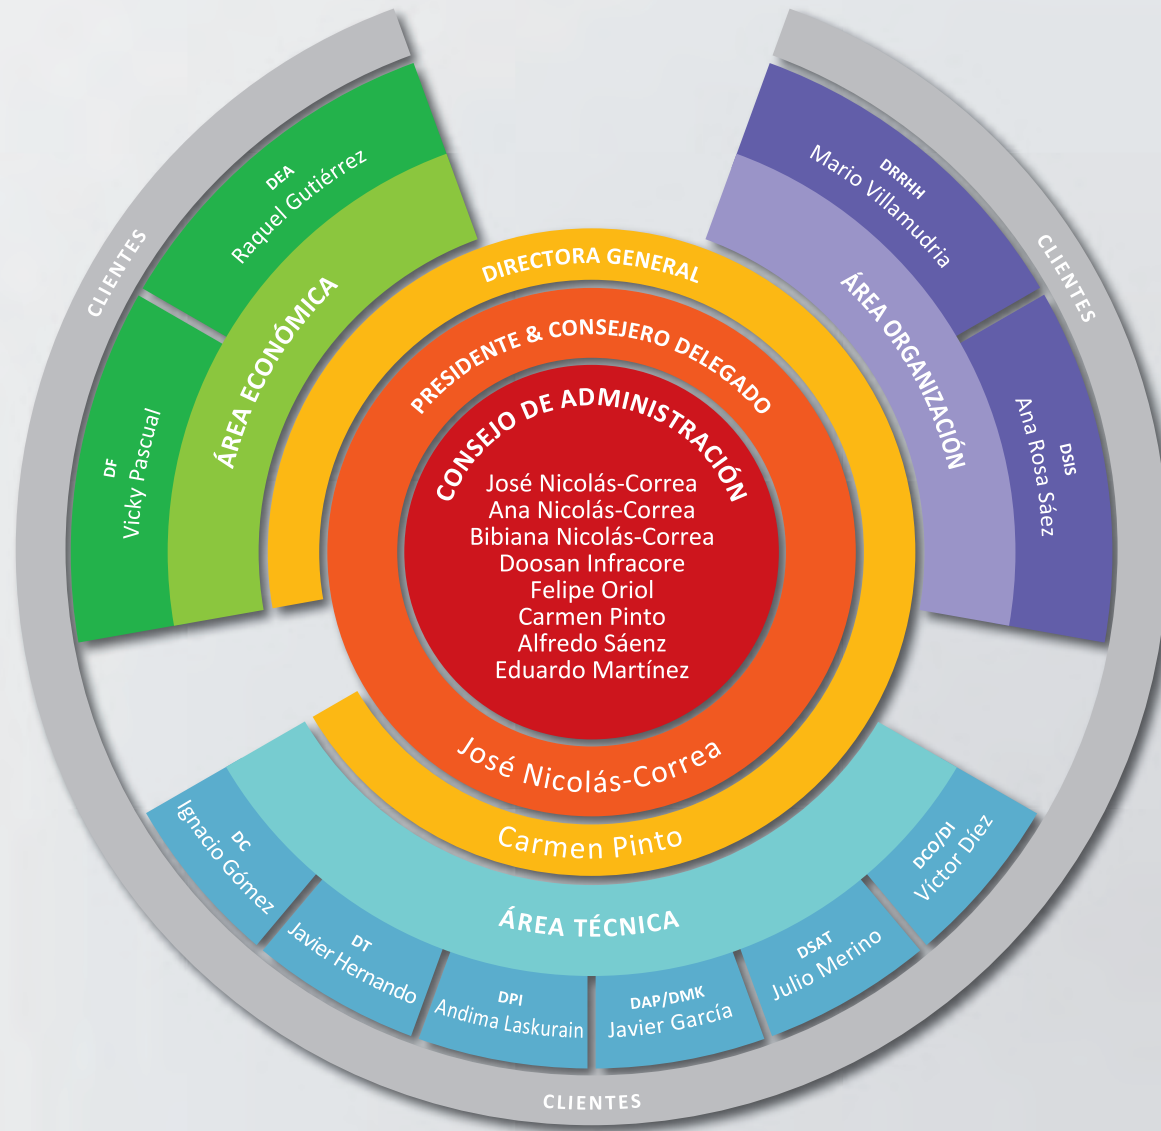 CLIENTES
DEA
Raquel Gutiérrez
DF
Vicky Pascual
ÁREA ECONÓMICA
DIRECTORA GENERAL
PRESIDENTE & CONSEJERO DELEGADO
CONSEJO DE ADMINISTRACIÓN
José Nicolás-Correa
Ana Nicolás-Correa
Bibiana Nicolás-Correa
Doosan Infracore
Felipe Oriol
Carmen Pinto
Alfredo Sáenz
Eduardo Martínez
José Nicolás-Correa
Carmen Pinto
CLIENTES
DRRHH
Mario Villamudria
DSIS
Ana Rosa Sáez
ÁREA ORGANIZACIÓN
ÁREA TÉCNICA
DC
Ignacio Gómez
DT
Javier Hernando
DPI
Andima Laskurain
DAP/DMK
Javier García
DSAT
Julio Merino
DCO/DI
Víctor Díez
CLIENTES